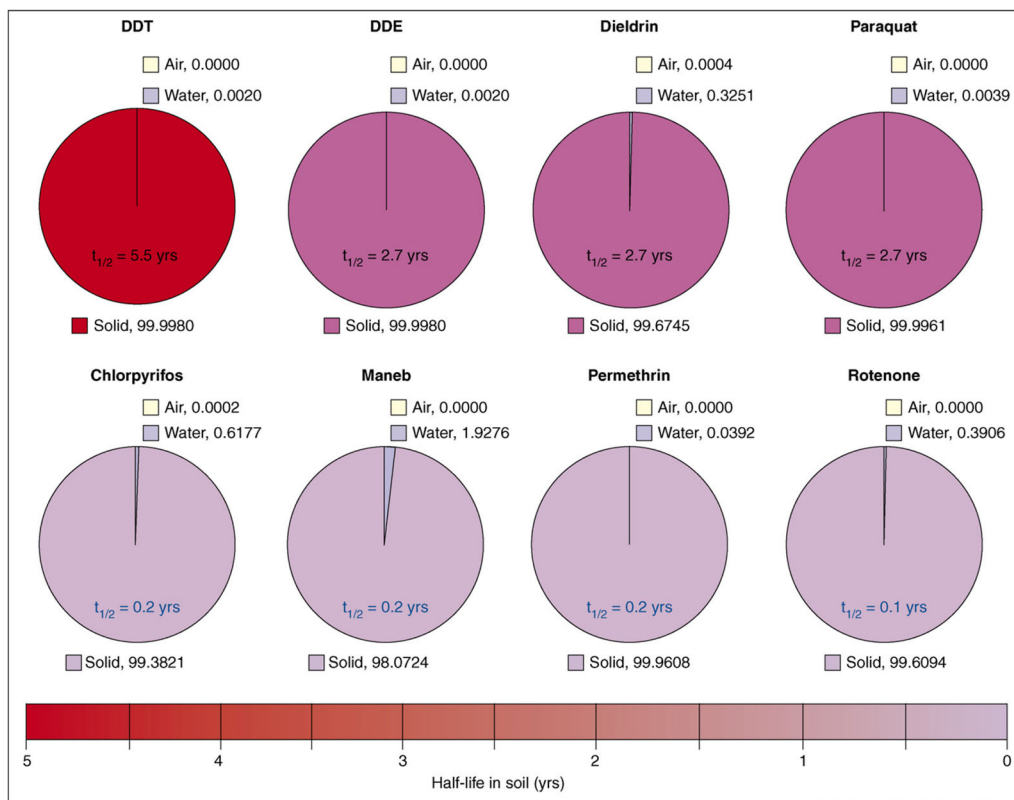 DDT
Air, 0.0000
Water, 0.0020
t1/2 = 5.5 yrs
Solid, 99.9980
DDE
Air, 0.0000
Water, 0.0020
t1/2 = 2.7 yrs
Solid, 99.9980
Dieldrin
Air, 0.0004
Water, 0.3251
t1/2 = 2.7 yrs
Solid, 99.6745
Paraquat
Air, 0.0000
Water, 0.0039
t1/2 = 2.7 yrs
Solid, 99.9961
Chlorpyrifos
Air, 0.0002
Water, 0.6177
t1/2 = 0.2 yrs
Solid, 99.3821
Maneb
Air, 0.0000
Water, 1.9276
t1/2 = 0.2 yrs
Solid, 98.0724
Permethrin
Air, 0.0000
Water, 0.0392
t1/2 = 0.2 yrs
Solid, 99.9608
Rotenone
Air, 0.0000
Water, 0.3906
t1/2 = 0.1 yrs
Solid, 99.6094
5 4 3 2 1 0
Half-life in soil (yrs)